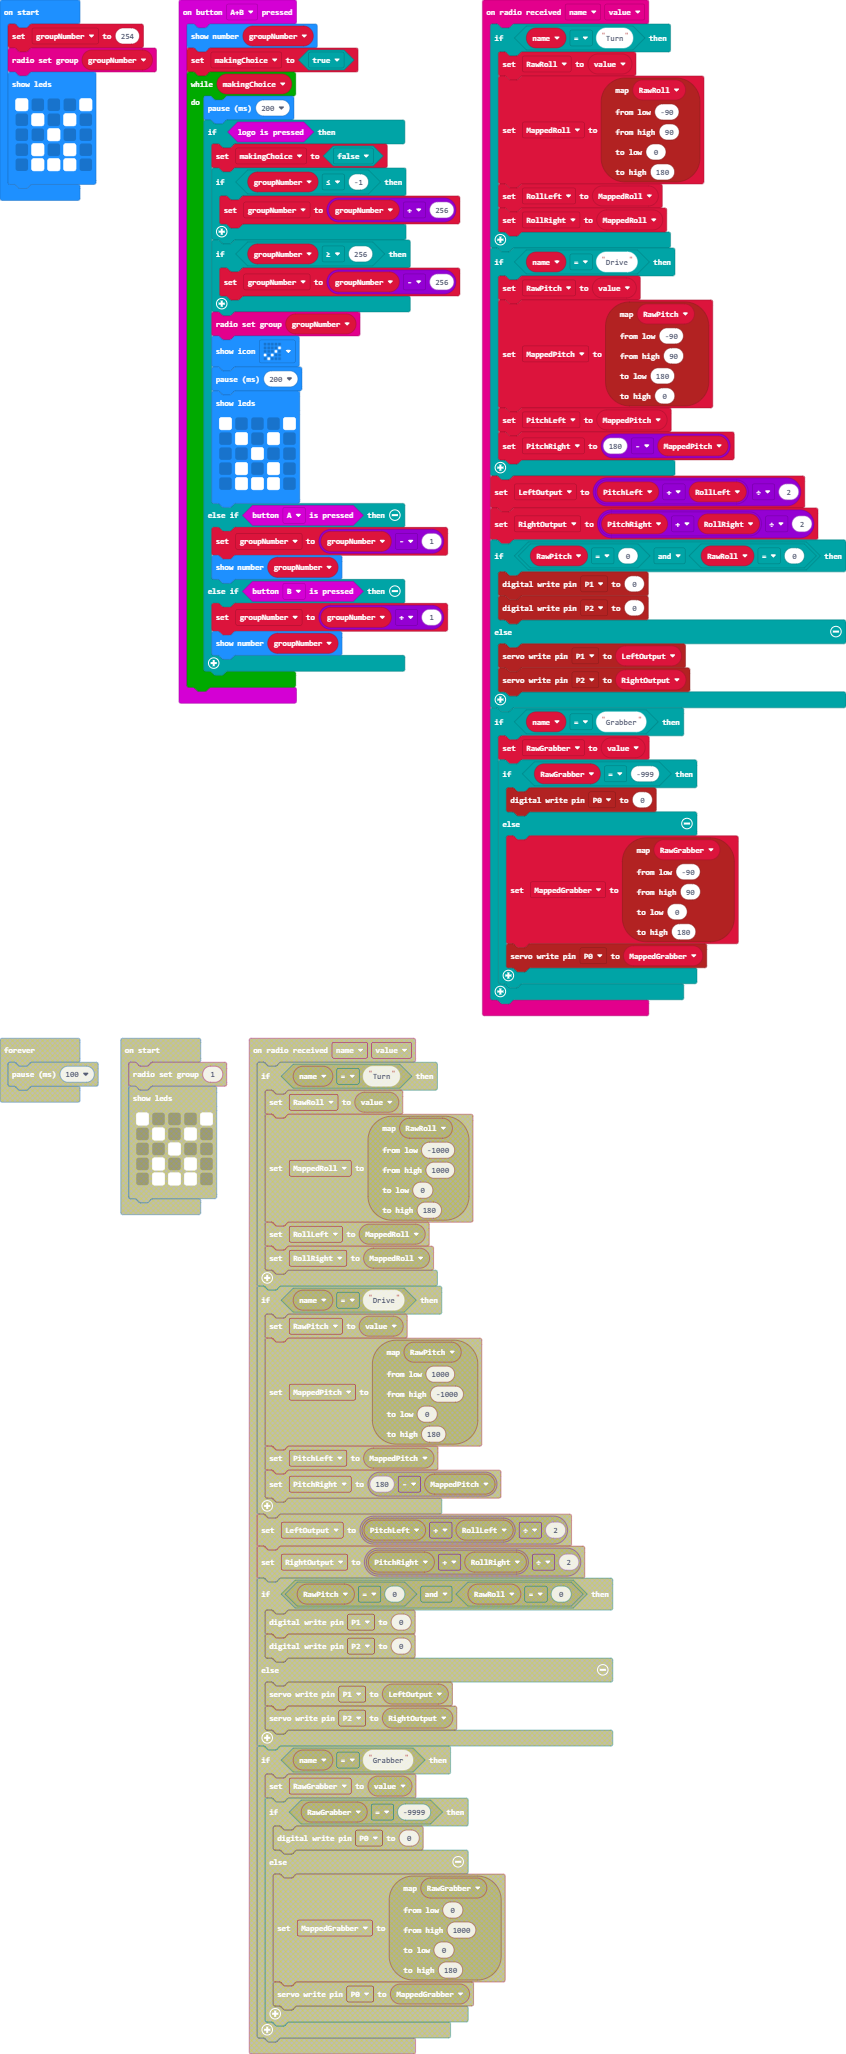 on start
set groupNumber to 254
radio set group groupNumber
show leds
on button A+B pressed
show number groupNumber
set makingChoice to true
while makingChoice
do
pause (ms) 200
if logo is pressed then
set makingChoice to false
if groupNumber ≤ -1 then
set groupNumber to groupNumber + 256
if groupNumber ≥ 256 then
set groupNumber to groupNumber - 256
radio set group groupNumber
show icon
pause (ms) 200
show leds
else if button A is pressed then
set groupNumber to groupNumber - 1
show number groupNumber
else if button B is pressed then
set groupNumber to groupNumber + 1
show number groupNumber
on radio received name value
if name = "Turn" then
set RawRoll to value
set MappedRoll to map RawRoll
from low -90
from high 90
to low 0
to high 180
set RollLeft to MappedRoll
set RollRight to MappedRoll
if name = "Drive" then
set RawPitch to value
set MappedPitch to map RawPitch
from low -90
from high 90
to low 180
to high 0
set PitchLeft to MappedPitch
set PitchRight to 180 - MappedPitch
set LeftOutput to PitchLeft + RollLeft ÷ 2
set RightOutput to PitchRight + RollRight ÷ 2
if RawPitch = 0 and RawRoll = 0 then
digital write pin P1 to 0
digital write pin P2 to 0
else
servo write pin P1 to LeftOutput
servo write pin P2 to RightOutput
if name = "Grabber" then
set RawGrabber to value
if RawGrabber = -999 then
digital write pin P0 to 0
else
set MappedGrabber to map RawGrabber
from low -90
from high 90
to low 0
to high 180
servo write pin P0 to MappedGrabber
forever
pause (ms) 100
on start
radio set group 1
show leds
on radio received name value
if name = "Turn" then
set RawRoll to value
set MappedRoll to map RawRoll
from low -1000
from high 1000
to low 0
to high 180
set RollLeft to MappedRoll
set RollRight to MappedRoll
if name = "Drive" then
set RawPitch to value
set MappedPitch to map RawPitch
from low 1000
from high -1000
to low 0
to high 180
set PitchLeft to MappedPitch
set PitchRight to 180 - MappedPitch
set LeftOutput to PitchLeft + RollLeft ÷ 2
set RightOutput to PitchRight + RollRight ÷ 2
if RawPitch = 0 and RawRoll = 0 then
digital write pin P1 to 0
digital write pin P2 to 0
else
servo write pin P1 to LeftOutput
servo write pin P2 to RightOutput
if name = "Grabber" then
set RawGrabber to value
if RawGrabber = -9999 then
digital write pin P0 to 0
else
set MappedGrabber to map RawGrabber
from low 0
from high 1000
to low 0
to high 180
servo write pin P0 to MappedGrabber